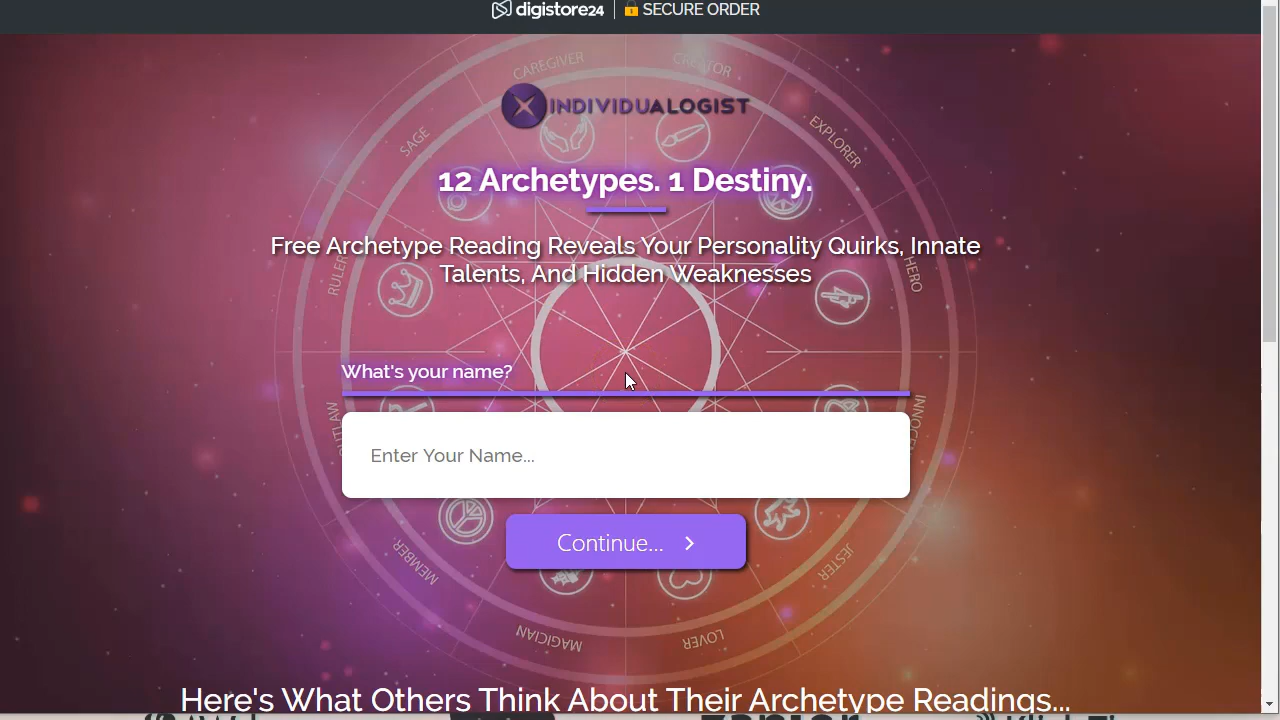 digistore24 | SECURE ORDER
CAREGIVER
CREATOR
SAGE
EXPLORER
INDIVIDUALOGIST
12 Archetypes. 1 Destiny.
Free Archetype Reading Reveals Your Personality Quirks, Innate
Talents, And Hidden Weaknesses
RULER
HERO
What's your name?
Enter Your Name...
Continue...
MEMBER
JESTER
MAGICIAN
LOVER
Here's What Others Think About Their Archetype Readings...